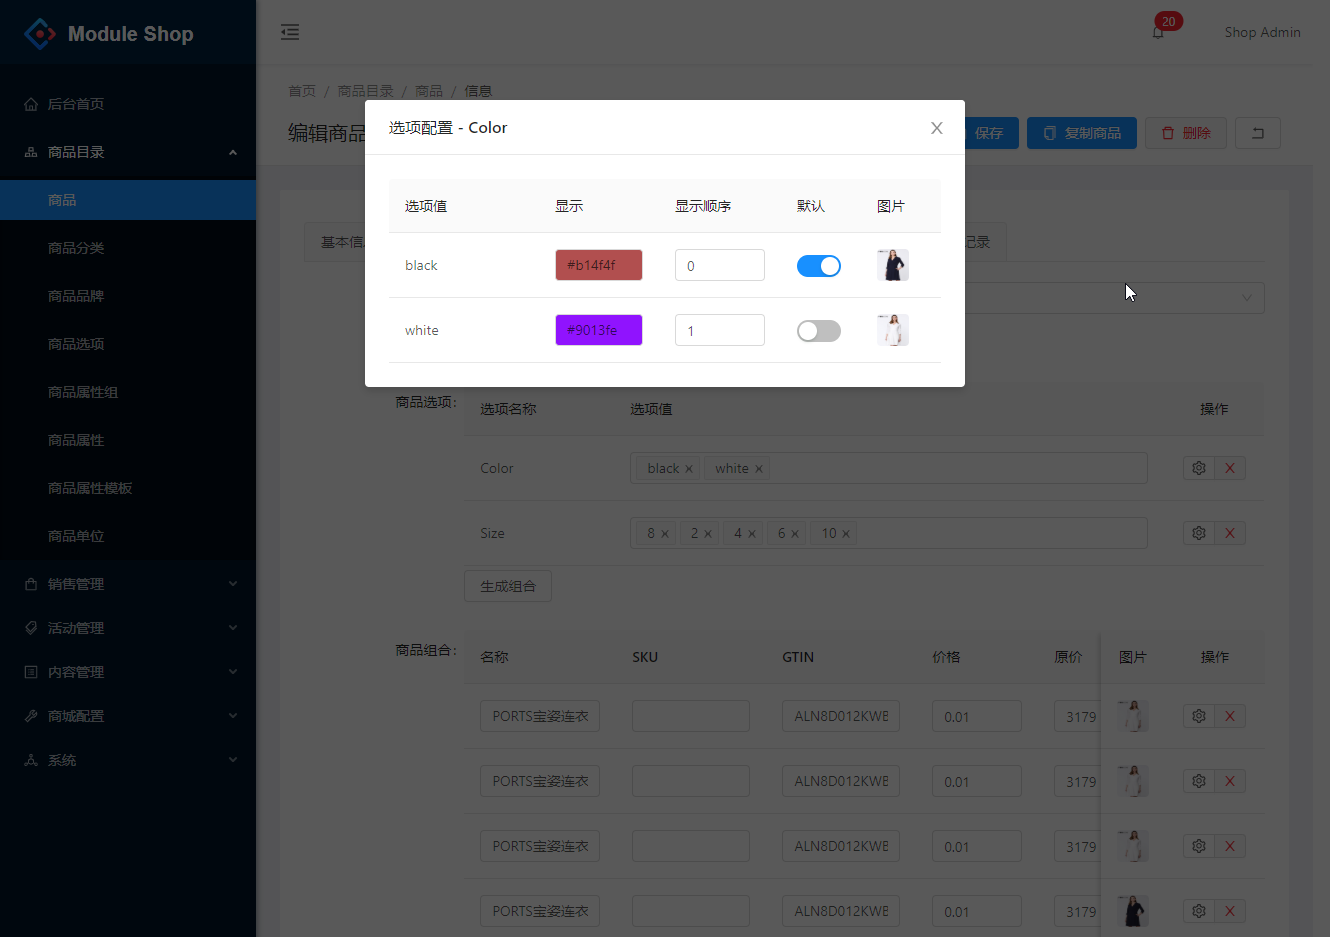 Module Shop
20
Shop Admin
后台首页
商品目录
商品
商品分类
商品品牌
商品选项
商品属性组
商品属性
商品属性模板
商品单位
销售管理
活动管理
内容管理
商城配置
系统
首页 / 商品目录 / 商品 / 信息
编辑商品
保存
复制商品
删除
选项配置 - Color
选项值 显示 显示顺序 默认 图片
black #b14f4f 0
white #9013fe 1
基本信
记录
商品选项:
选项名称 选项值 操作
Color black white
Size 8 2 4 6 10
生成组合
商品组合:
名称 SKU GTIN 价格 原价 图片 操作
PORTS宝姿连衣 ALN8D012KWB 0.01 3179
PORTS宝姿连衣 ALN8D012KWB 0.01 3179
PORTS宝姿连衣 ALN8D012KWB 0.01 3179
PORTS宝姿连衣 ALN8D012KWB 0.01 3179